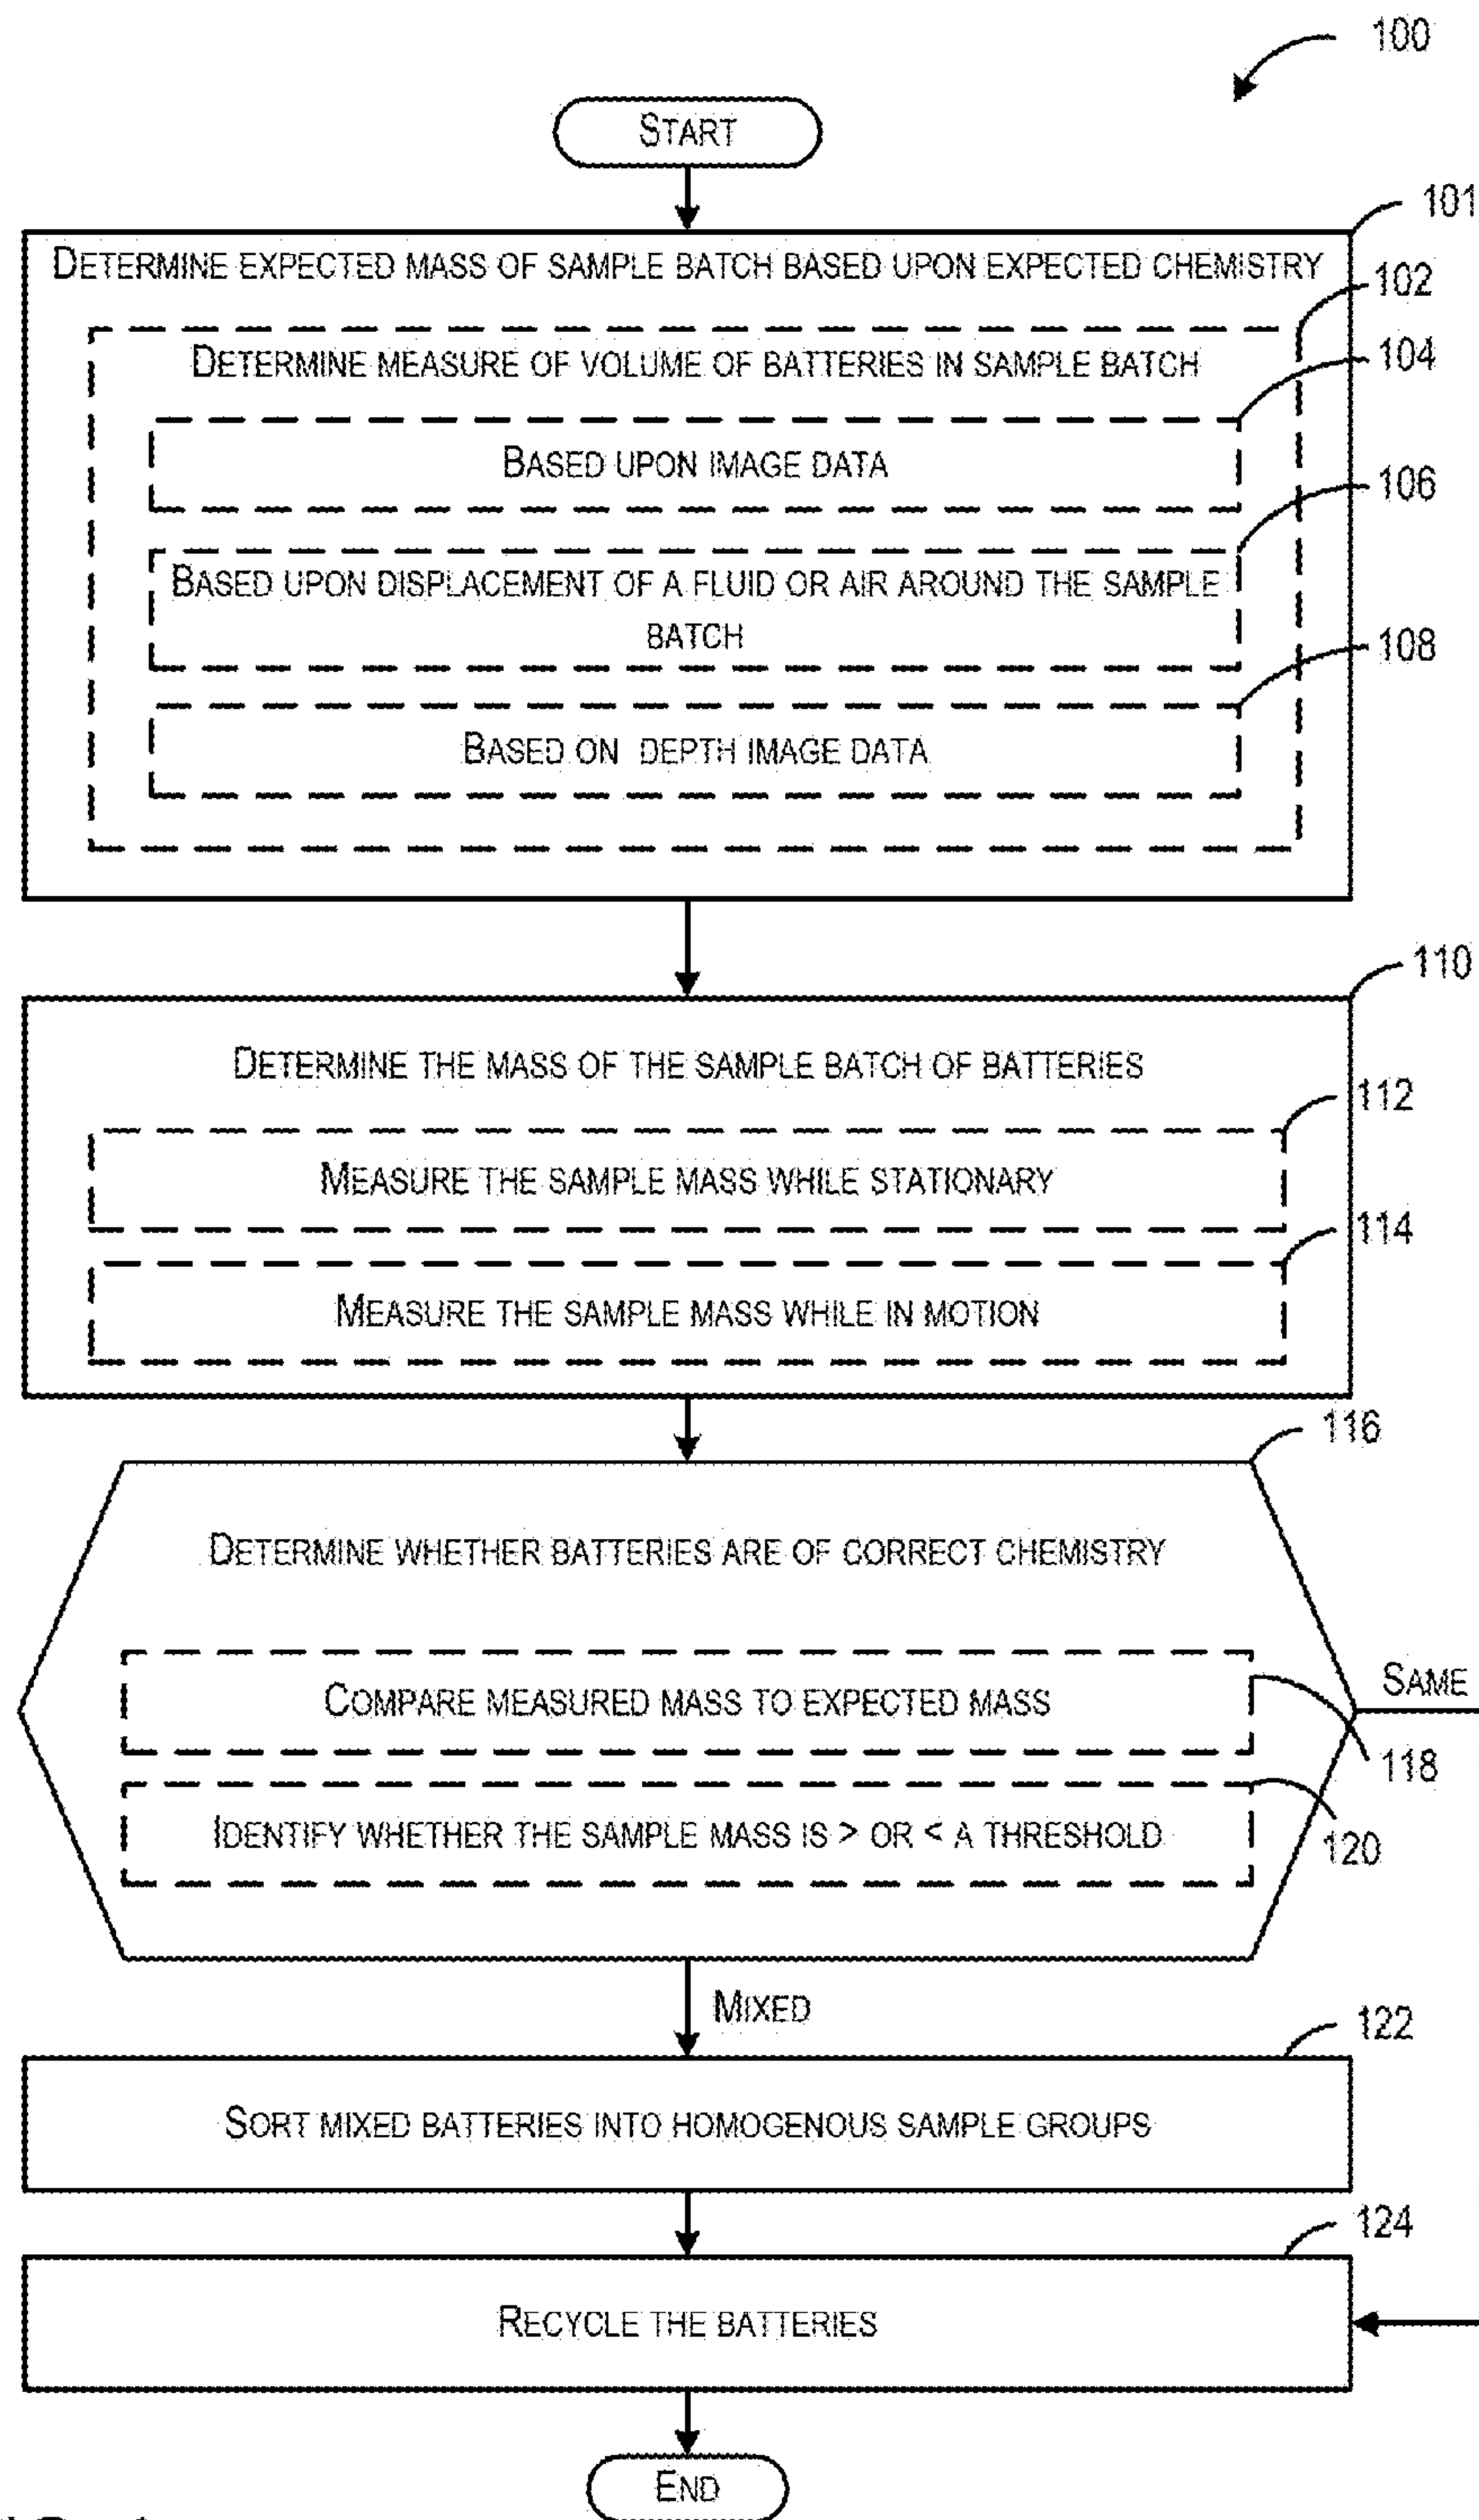 100
START
101
DETERMINE EXPECTED MASS OF SAMPLE BATCH BASED UPON EXPECTED CHEMISTRY
102
DETERMINE MEASURE OF VOLUME OF BATTERIES IN SAMPLE BATCH
104
BASED UPON IMAGE DATA
106
BASED UPON DISPLACEMENT OF A FLUID OR AIR AROUND THE SAMPLE
BATCH
108
BASED ON DEPTH IMAGE DATA
110
DETERMINE THE MASS OF THE SAMPLE BATCH OF BATTERIES
112
MEASURE THE SAMPLE MASS WHILE STATIONARY
114
MEASURE THE SAMPLE MASS WHILE IN MOTION
116
DETERMINE WHETHER BATTERIES ARE OF CORRECT CHEMISTRY
SAME
COMPARE MEASURED MASS TO EXPECTED MASS
118
IDENTIFY WHETHER THE SAMPLE MASS IS > OR < A THRESHOLD
120
MIXED
122
SORT MIXED BATTERIES INTO HOMOGENOUS SAMPLE GROUPS
124
RECYCLE THE BATTERIES
END